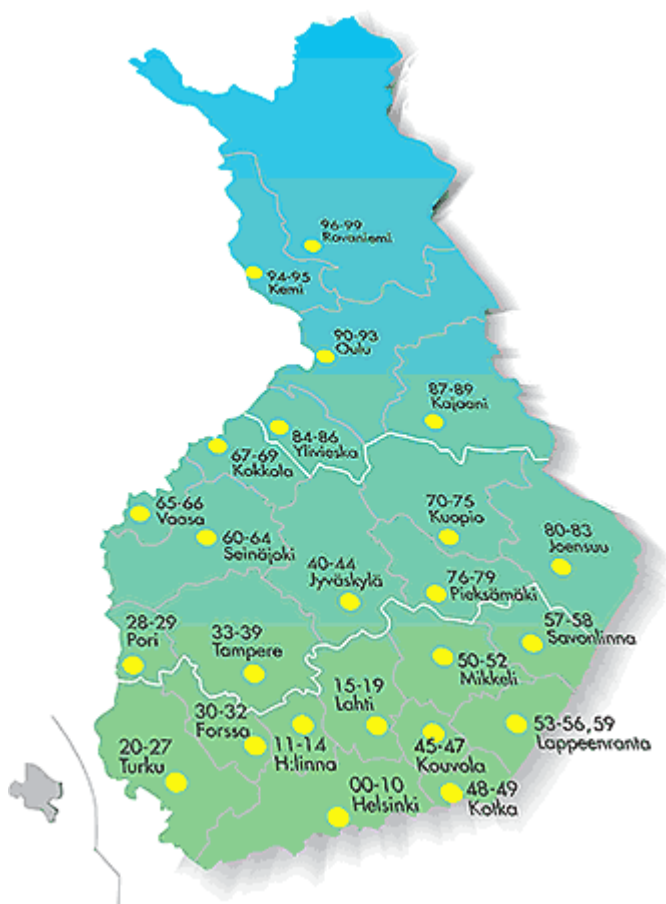 96-99
Rovaniemi
94-95
Kemi
90-93
Oulu
87-89
Kajaani
84-86
Ylivieska
67-69
Kokkola
65-66
Vaasa
60-64
Seinäjoki
70-75
Kuopio
80-83
Joensuu
40-44
Jyväskylä
76-79
Pieksämäki
57-58
Savonlinna
28-29
Pori
33-39
Tampere
50-52
Mikkeli
15-19
Lahti
30-32
Forssa
11-14
H:linna
53-56,59
Lappeenranta
45-47
Kouvola
20-27
Turku
00-10
Helsinki
48-49
Kotka